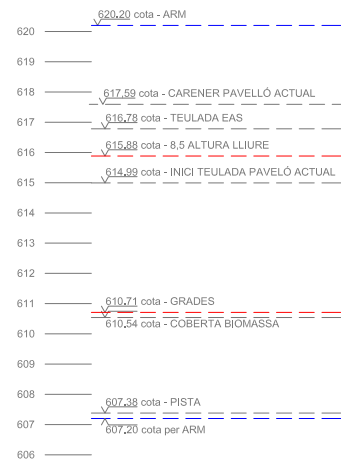 620.20 cota - ARM
620
619
618
617.59 cota - CARENER PAVELLÓ ACTUAL
617
616.78 cota - TEULADA EAS
616
615.88 cota - 8,5 ALTURA LLIURE
615
614.99 cota - INICI TEULADA PAVELÓ ACTUAL
614
613
612
611
610.71 cota - GRADES
610
610.54 cota - COBERTA BIOMASSA
609
608
607.38 cota - PISTA
607
607.20 cota per ARM
606